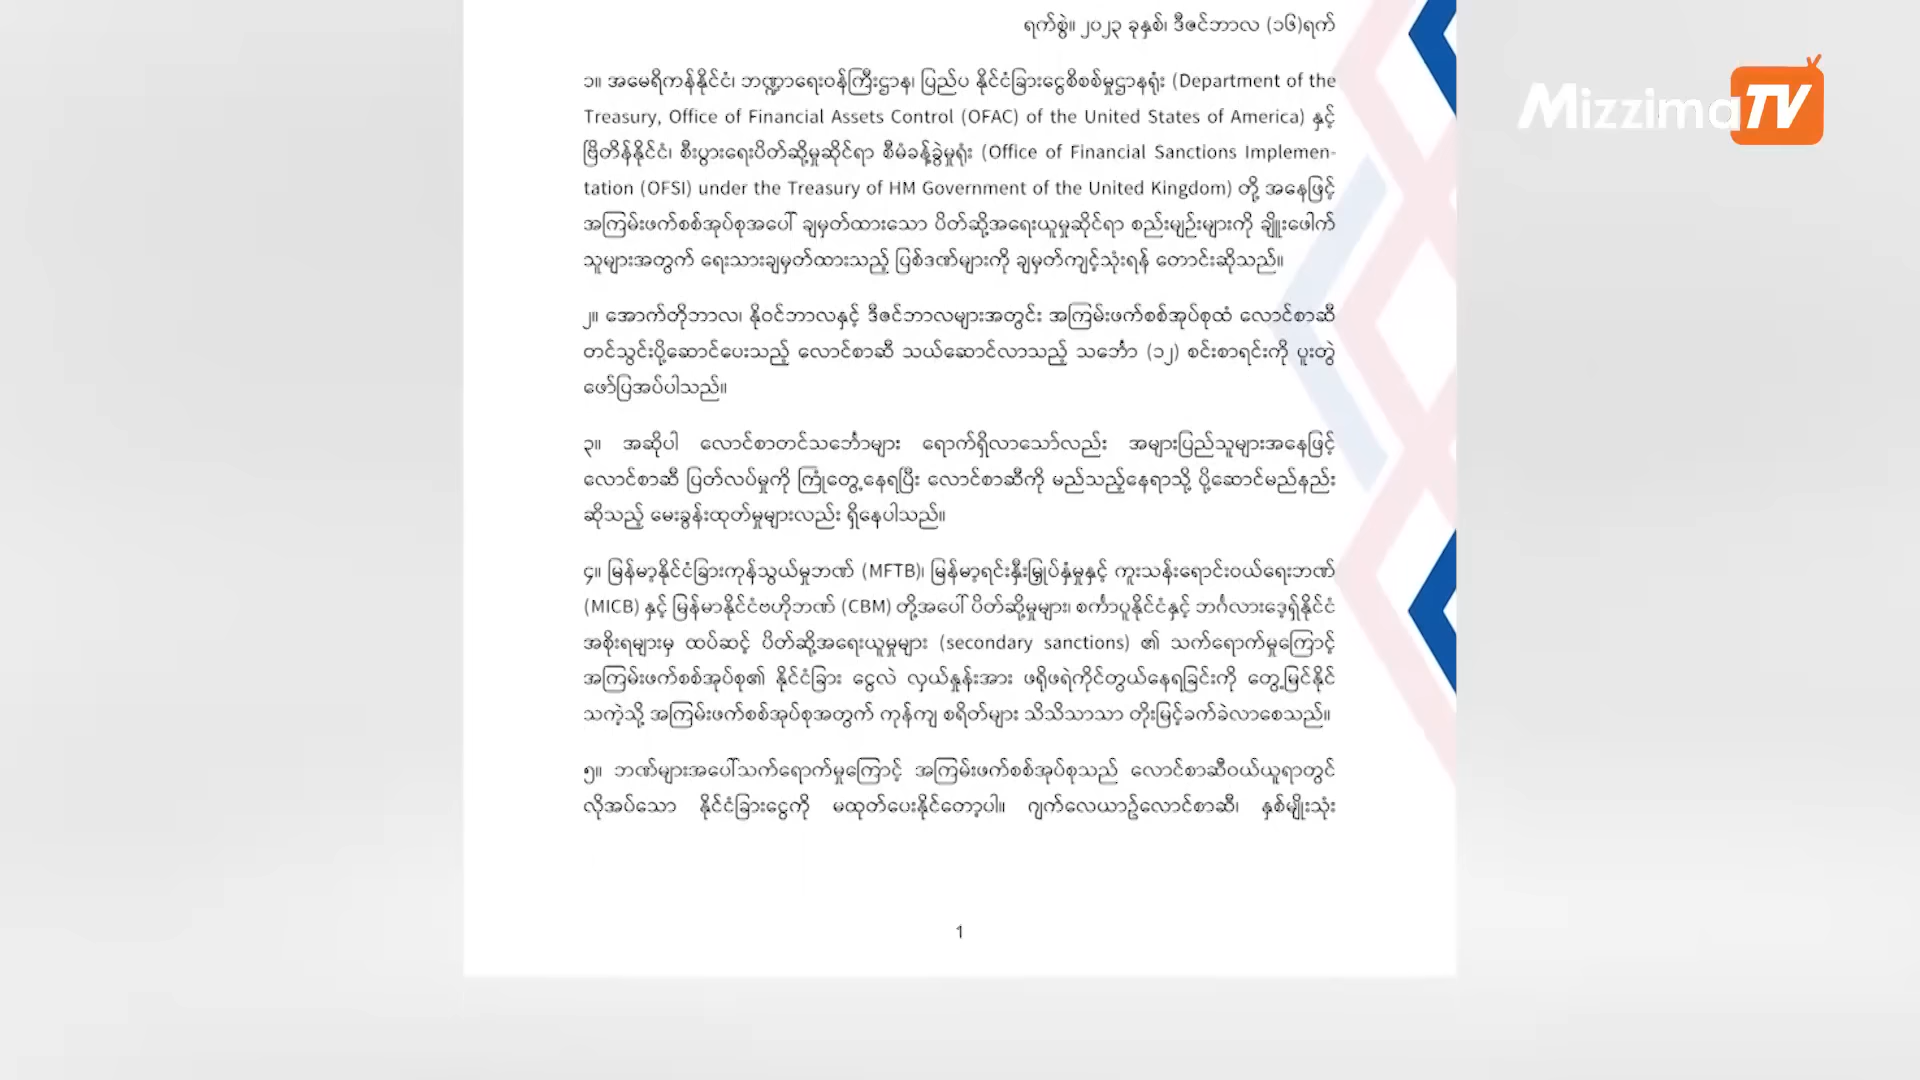 ရက်စွဲ။ ၂၀၂၃ ခုနှစ်၊ ဒီဇင်ဘာလ (၁၆)ရက်
MizzimaTV
၁။ အမေရိကန်နိုင်ငံ၊ ဘဏ္ဍာရေးဝန်ကြီးဌာန၊ ပြည်ပ နိုင်ငံခြားငွေစိစစ်မှုဌာနရုံး (Department of the
Treasury, Office of Financial Assets Control (OFAC) of the United States of America) နှင့်
ဗြိတိန်နိုင်ငံ၊ စီးပွားရေးပိတ်ဆို့မှုဆိုင်ရာ စီမံခန့်ခွဲမှုရုံး (Office of Financial Sanctions Implemen-
tation (OFSI) under the Treasury of HM Government of the United Kingdom) တို့ အနေဖြင့်
အကြမ်းဖက်စစ်အုပ်စုအပေါ် ချမှတ်ထားသော ပိတ်ဆို့အရေးယူမှုဆိုင်ရာ စည်းမျဉ်းများကို ချိုးဖေါက်
သူများအတွက် ရေးသားချမှတ်ထားသည့် ပြစ်ဒဏ်များကို ချမှတ်ကျင့်သုံးရန် တောင်းဆိုသည်။
၂။ အောက်တိုဘာလ၊ နိုဝင်ဘာလနှင့် ဒီဇင်ဘာလများအတွင်း အကြမ်းဖက်စစ်အုပ်စုထံ လောင်စာဆီ
တင်သွင်းပို့ဆောင်ပေးသည့် လောင်စာဆီ သယ်ဆောင်လာသည့် သင်္ဘော (၁၂) စင်းစာရင်းကို ပူးတွဲ
ဖော်ပြအပ်ပါသည်။
၃။ အဆိုပါ လောင်စာတင်သင်္ဘောများ ရောက်ရှိလာသော်လည်း အများပြည်သူများအနေဖြင့်
လောင်စာဆီ ပြတ်လပ်မှုကို ကြုံတွေ့နေရပြီး လောင်စာဆီကို မည်သည့်နေရာသို့ ပို့ဆောင်မည်နည်း
ဆိုသည့် မေးခွန်းထုတ်မှုများလည်း ရှိနေပါသည်။
၄။ မြန်မာ့နိုင်ငံခြားကုန်သွယ်မှုဘဏ် (MFTB)၊ မြန်မာ့ရင်းနှီးမြှုပ်နှံမှုနှင့် ကူးသန်းရောင်းဝယ်ရေးဘဏ်
(MICB) နှင့် မြန်မာနိုင်ငံဗဟိုဘဏ် (CBM) တို့အပေါ် ပိတ်ဆို့မှုများ၊ စင်္ကာပူနိုင်ငံနှင့် ဘင်္ဂလားဒေ့ရှ်နိုင်ငံ
အစိုးရများမှ ထပ်ဆင့် ပိတ်ဆို့အရေးယူမှုများ (secondary sanctions) ၏ သက်ရောက်မှုကြောင့်
အကြမ်းဖက်စစ်အုပ်စု၏ နိုင်ငံခြား ငွေလဲ လှယ်နှုန်းအား ဖရိုဖရဲကိုင်တွယ်နေရခြင်းကို တွေ့မြင်နိုင်
သကဲ့သို့ အကြမ်းဖက်စစ်အုပ်စုအတွက် ကုန်ကျ စရိတ်များ သိသိသာသာ တိုးမြင့်ခက်ခဲလာစေသည်။
၅။ ဘဏ်များအပေါ်သက်ရောက်မှုကြောင့် အကြမ်းဖက်စစ်အုပ်စုသည် လောင်စာဆီဝယ်ယူရာတွင်
လိုအပ်သော နိုင်ငံခြားငွေကို မထုတ်ပေးနိုင်တော့ပါ။ ဂျက်လေယာဉ်လောင်စာဆီ၊ နှစ်မျိုးသုံး
1